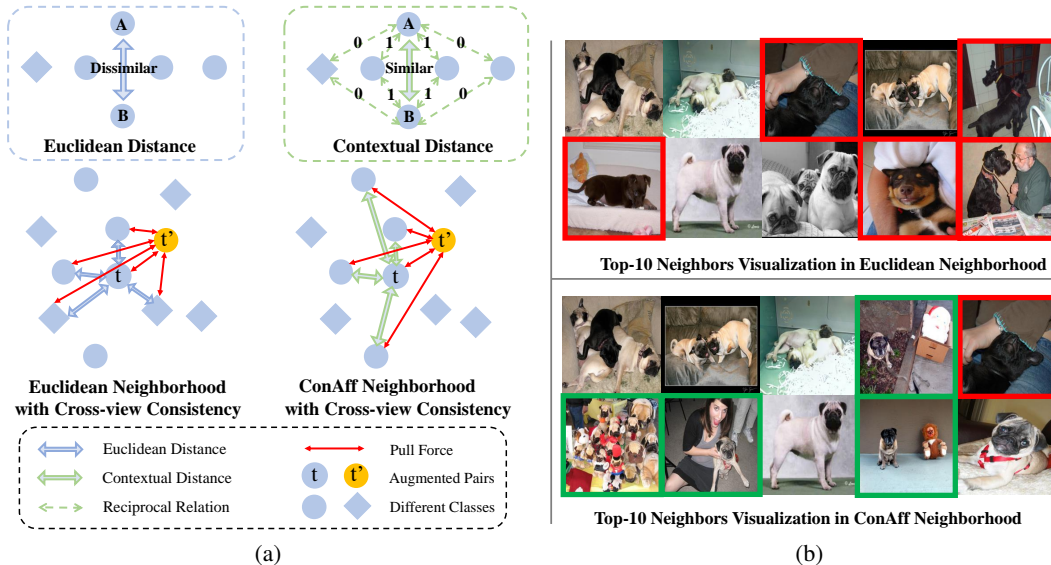 A
Dissimilar
B
Euclidean Distance
A
0 1 1 0
Similar
0 1 1 0
B
Contextual Distance
t'
t
Euclidean Neighborhood
with Cross-view Consistency
t'
t
ConAff Neighborhood
with Cross-view Consistency
Euclidean Distance
Contextual Distance
Reciprocal Relation
Pull Force
t t' Augmented Pairs
Different Classes
(a)
Top-10 Neighbors Visualization in Euclidean Neighborhood
Top-10 Neighbors Visualization in ConAff Neighborhood
(b)